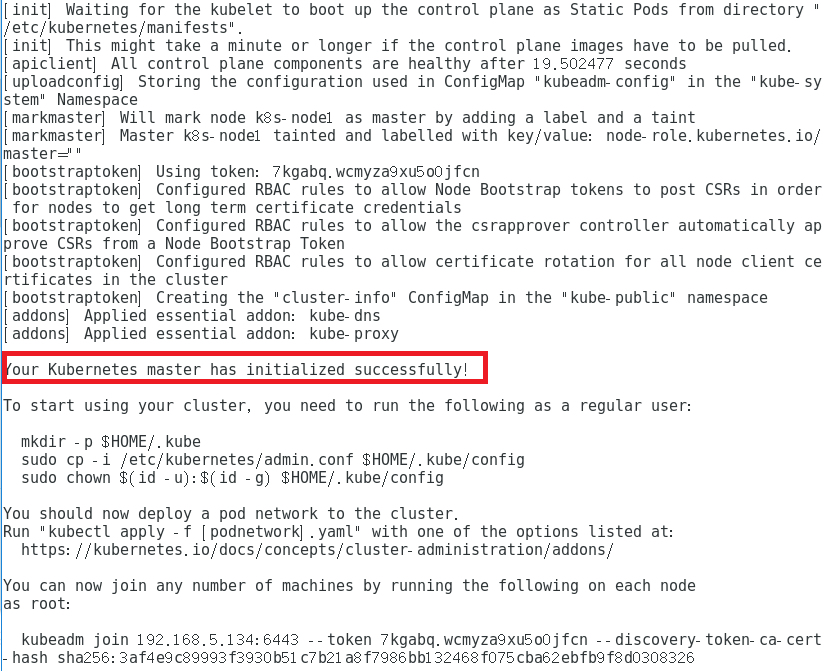 [init] Waiting for the kubelet to boot up the control plane as Static Pods from directory "
/etc/kubernetes/manifests".
[init] This might take a minute or longer if the control plane images have to be pulled.
[apiclient] All control plane components are healthy after 19.502477 seconds
[uploadconfig] Storing the configuration used in ConfigMap "kubeadm-config" in the "kube-sy
stem" Namespace
[markmaster] Will mark node k8s-node1 as master by adding a label and a taint
[markmaster] Master k8s-node1 tainted and labelled with key/value: node-role.kubernetes.io/
master=""
[bootstraptoken] Using token: 7kgabq.wcmyza9xu5o0jfcn
[bootstraptoken] Configured RBAC rules to allow Node Bootstrap tokens to post CSRs in order
 for nodes to get long term certificate credentials
[bootstraptoken] Configured RBAC rules to allow the csrapprover controller automatically ap
prove CSRs from a Node Bootstrap Token
[bootstraptoken] Configured RBAC rules to allow certificate rotation for all node client ce
rtificates in the cluster
[bootstraptoken] Creating the "cluster-info" ConfigMap in the "kube-public" namespace
[addons] Applied essential addon: kube-dns
[addons] Applied essential addon: kube-proxy
Your Kubernetes master has initialized successfully!
To start using your cluster, you need to run the following as a regular user:
  mkdir -p $HOME/.kube
  sudo cp -i /etc/kubernetes/admin.conf $HOME/.kube/config
  sudo chown $(id -u):$(id -g) $HOME/.kube/config
You should now deploy a pod network to the cluster.
Run "kubectl apply -f [podnetwork].yaml" with one of the options listed at:
  https://kubernetes.io/docs/concepts/cluster-administration/addons/
You can now join any number of machines by running the following on each node
as root:
  kubeadm join 192.168.5.134:6443 --token 7kgabq.wcmyza9xu5o0jfcn --discovery-token-ca-cert
-hash sha256:3af4e9c89993f3930b51c7b21a8f7986bb132468f075cba62ebfb9f8d0308326